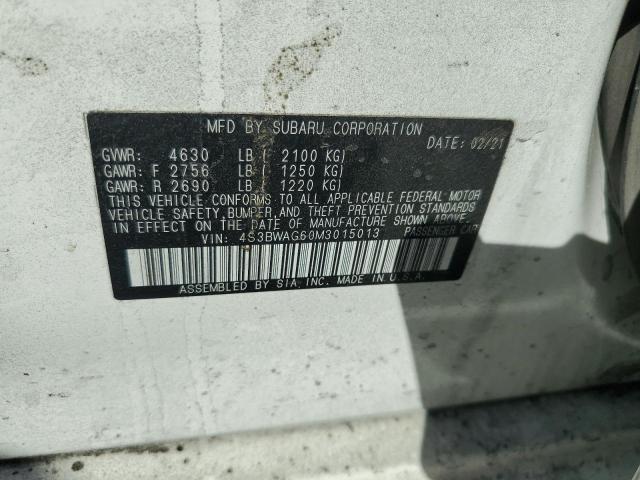 MFD BY SUBARU CORPORATION
DATE: 02/21
GVWR: 4630 LB ( 2100 KG)
GAWR: F 2756 LB ( 1250 KG)
GAWR: R 2690 LB ( 1220 KG)
THIS VEHICLE CONFORMS TO ALL APPLICABLE FEDERAL MOTOR
VEHICLE SAFETY, BUMPER, AND THEFT PREVENTION STANDARDS
IN EFFECT ON THE DATE OF MANUFACTURE SHOWN ABOVE.
VIN: 4S3BWAG60M3015013 PASSENGER CAR
ASSEMBLED BY SIA, INC. MADE IN U.S.A.